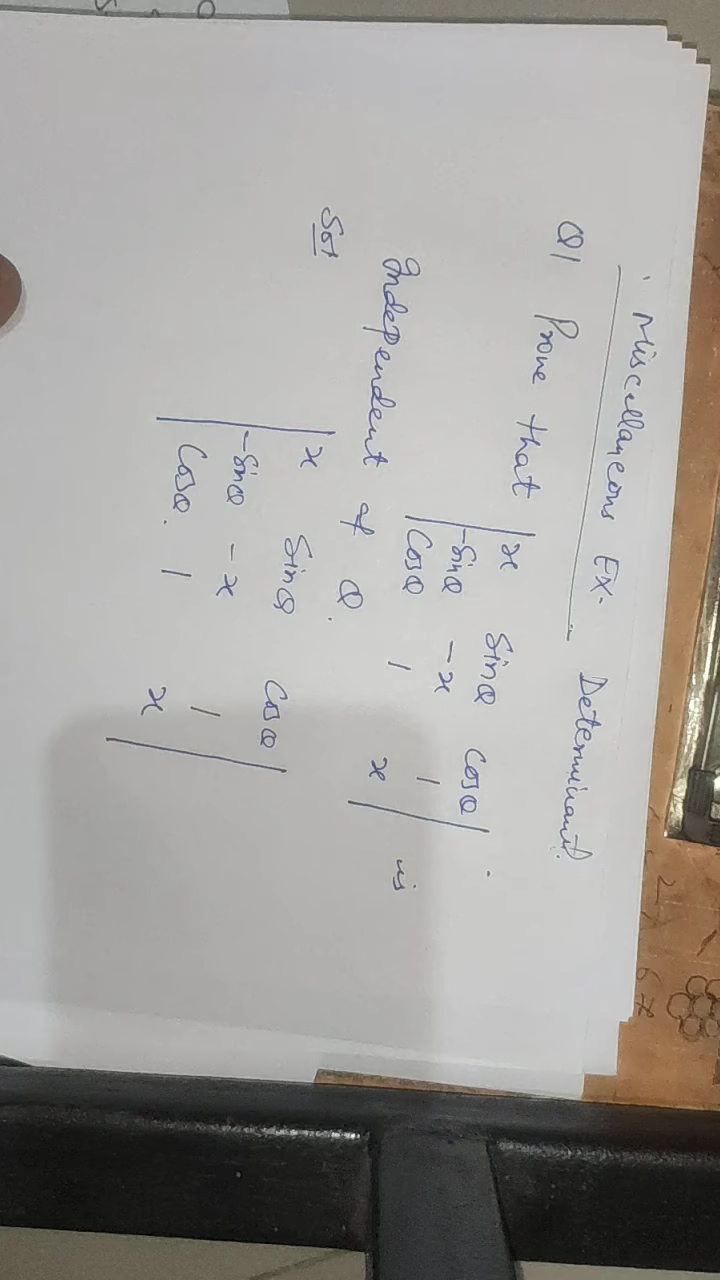 Miscellaneous Ex- Determinant.
Q1 Prove that | x sinθ cosθ |
| -sinθ -x 1 | is
| cosθ 1 x |
Independent of θ.
Sol
| x sinθ cosθ |
| -sinθ -x 1 |
| cosθ. 1 x |